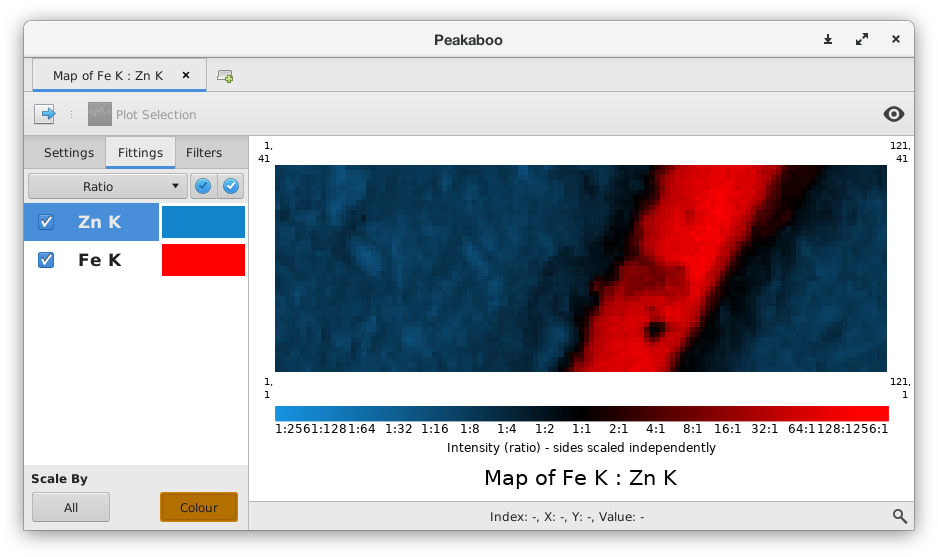 Peakaboo
Map of Fe K : Zn K
Plot Selection
Settings Fittings Filters
Ratio
Zn K
Fe K
Scale By
All Colour
1,
41
121,
41
1,
1
121,
1
1:256 1:128 1:64 1:32 1:16 1:8 1:4 1:2 1:1 2:1 4:1 8:1 16:1 32:1 64:1 128:1 256:1
Intensity (ratio) - sides scaled independently
Map of Fe K : Zn K
Index: -, X: -, Y: -, Value: -